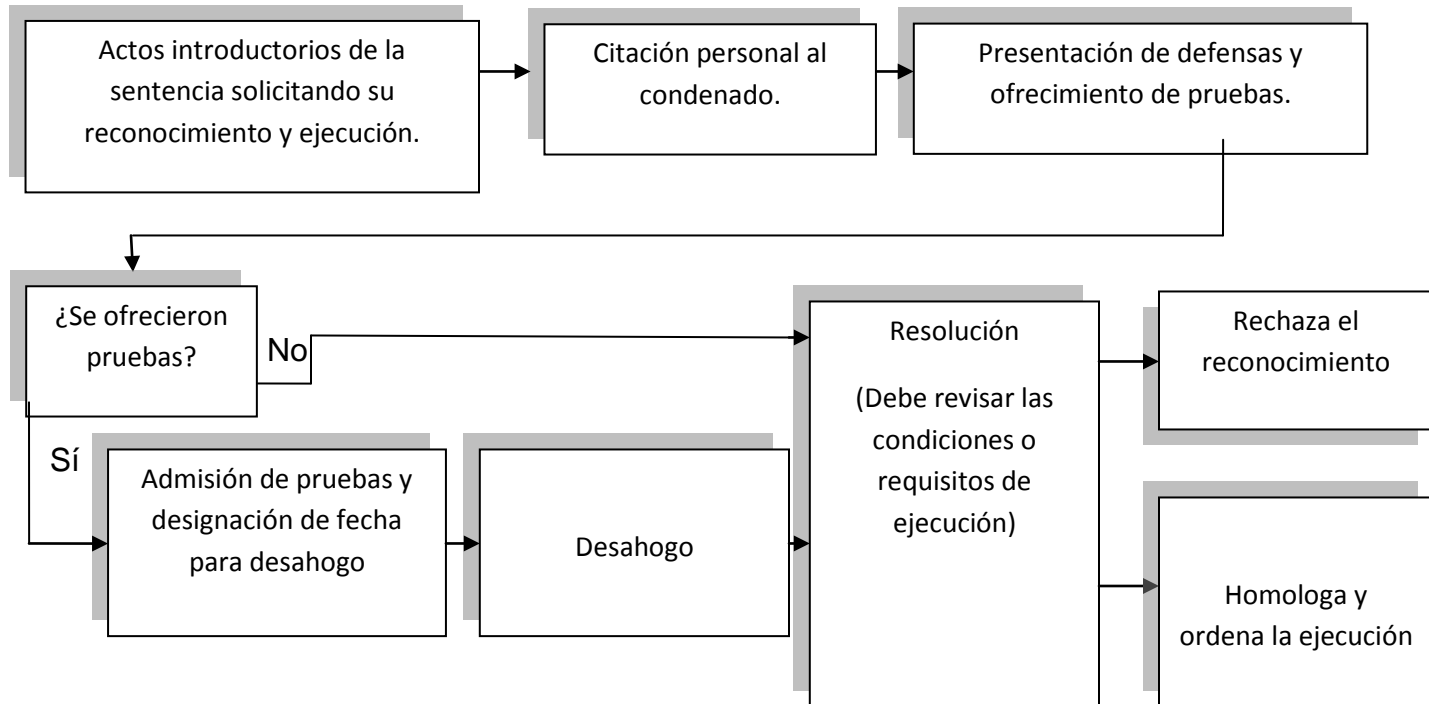 Actos introductorios de la
sentencia solicitando su
reconocimiento y ejecución.
Citación personal al
condenado.
Presentación de defensas y
ofrecimiento de pruebas.
¿Se ofrecieron
pruebas?
No
Sí
Admisión de pruebas y
designación de fecha
para desahogo
Desahogo
Resolución
(Debe revisar las
condiciones o
requisitos de
ejecución)
Rechaza el
reconocimiento
Homologa y
ordena la ejecución